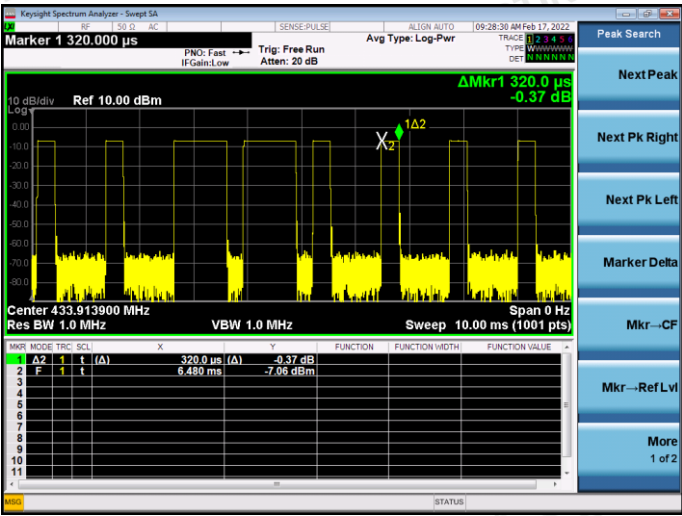 Keysight Spectrum Analyzer - Swept SA
RF 50 Ω AC SENSE:PULSE ALIGN AUTO 09:28:30 AM Feb 17, 2022
Marker 1 320.000 µs
PNO: Fast
IFGain:Low
Trig: Free Run
Atten: 20 dB
Avg Type: Log-Pwr
TRACE 1 2 3 4 5 6
TYPE WWWWWW
DET N N N N N N
Peak Search
Next Peak
Next Pk Right
Next Pk Left
Marker Delta
Mkr→CF
Mkr→Ref Lvl
More
1 of 2
ΔMkr1 320.0 µs
-0.37 dB
10 dB/div Ref 10.00 dBm
Log
0.00
-10.0
-20.0
-30.0
-40.0
-50.0
-60.0
-70.0
-80.0
1Δ2
X2
Center 433.913900 MHz Span 0 Hz
Res BW 1.0 MHz VBW 1.0 MHz Sweep 10.00 ms (1001 pts)
MKR MODE TRC SCL X Y FUNCTION FUNCTION WIDTH FUNCTION VALUE
1 Δ2 1 t (Δ) 320.0 µs (Δ) -0.37 dB
2 F 1 t 6.480 ms -7.06 dBm
3
4
5
6
7
8
9
10
11
MSG STATUS